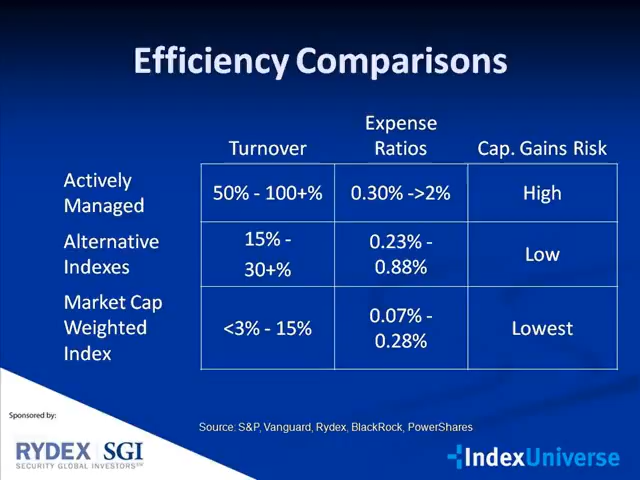 Efficiency Comparisons
Turnover
Expense
Ratios
Cap. Gains Risk
Actively
Managed
50% - 100+%
0.30% ->2%
High
Alternative
Indexes
15% -
30+%
0.23% -
0.88%
Low
Market Cap
Weighted
Index
<3% - 15%
0.07% -
0.28%
Lowest
Sponsored by:
RYDEX SGI
SECURITY GLOBAL INVESTORS℠
Source: S&P, Vanguard, Rydex, BlackRock, PowerShares
IndexUniverse